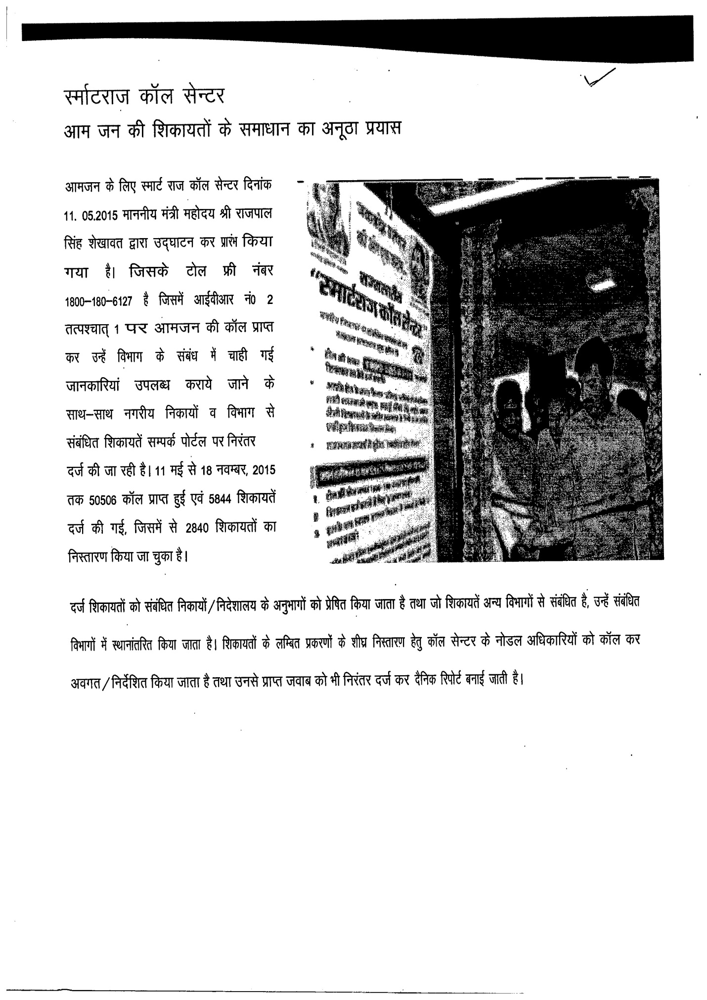 र्स्माटराज कॉल सेन्टर
आम जन की शिकायतों के समाधान का अनूठा प्रयास
आमजन के लिए स्मार्ट राज कॉल सेन्टर दिनांक
11. 05.2015 माननीय मंत्री महोदय श्री राजपाल
सिंह शेखावत द्वारा उद्घाटन कर प्रारंभ किया
गया है। जिसके टोल फ्री नंबर
1800–180–6127 है जिसमें आईवीआर नं0 2
तत्पश्चात् 1 पर आमजन की कॉल प्राप्त
कर उन्हें विभाग के संबंध में चाही गई
जानकारियां उपलब्ध कराये जाने के
साथ–साथ नगरीय निकायों व विभाग से
संबंधित शिकायतें सम्पर्क पोर्टल पर निरंतर
दर्ज की जा रही है। 11 मई से 18 नवम्बर, 2015
तक 50506 कॉल प्राप्त हुई एवं 5844 शिकायतें
दर्ज की गई, जिसमें से 2840 शिकायतों का
निस्तारण किया जा चुका है।
"स्मार्टराज कॉल सेन्टर"
दर्ज शिकायतों को संबंधित निकायों/निदेशालय के अनुभागों को प्रेषित किया जाता है तथा जो शिकायतें अन्य विभागों से संबंधित है, उन्हें संबंधित
विभागों में स्थानांतरित किया जाता है। शिकायतों के लम्बित प्रकरणों के शीघ्र निस्तारण हेतु कॉल सेन्टर के नोडल अधिकारियों को कॉल कर
अवगत/निर्देशित किया जाता है तथा उनसे प्राप्त जवाब को भी निरंतर दर्ज कर दैनिक रिपोर्ट बनाई जाती है।